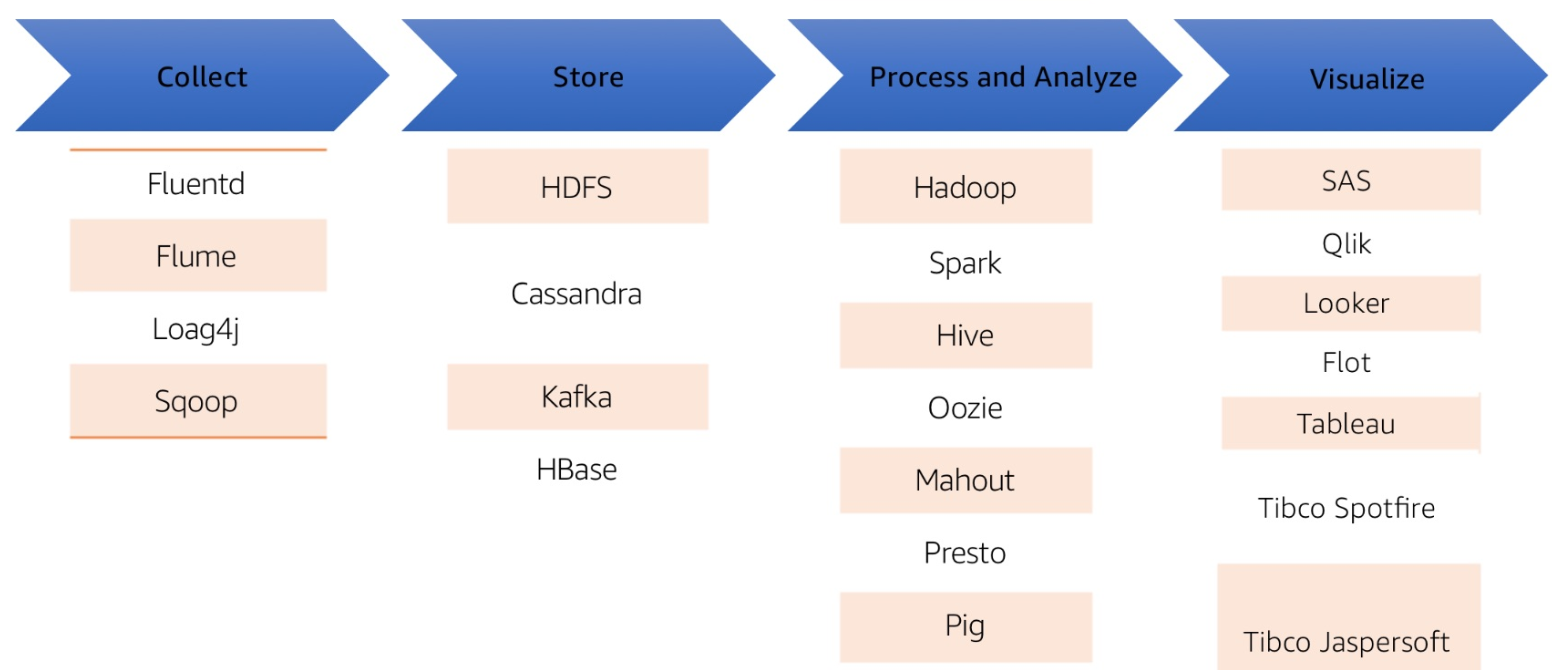 Collect
Store
Process and Analyze
Visualize
Fluentd
Flume
Loag4j
Sqoop
HDFS
Cassandra
Kafka
HBase
Hadoop
Spark
Hive
Oozie
Mahout
Presto
Pig
SAS
Qlik
Looker
Flot
Tableau
Tibco Spotfire
Tibco Jaspersoft